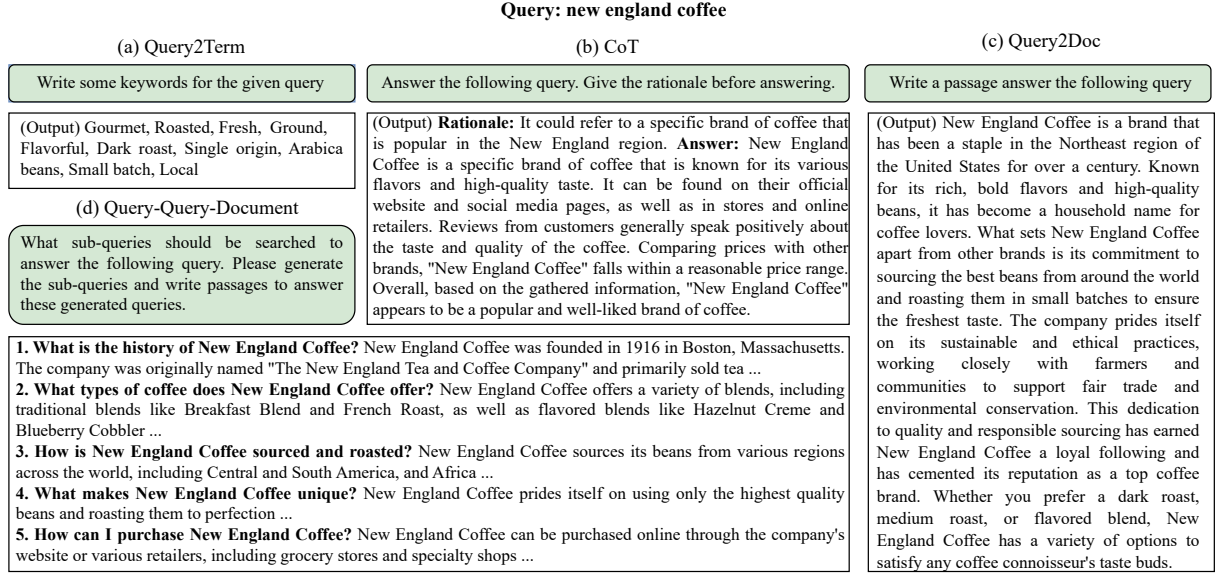 Query: new england coffee
(a) Query2Term
Write some keywords for the given query
(Output) Gourmet, Roasted, Fresh, Ground,
Flavorful, Dark roast, Single origin, Arabica
beans, Small batch, Local
(b) CoT
Answer the following query. Give the rationale before answering.
(Output) Rationale: It could refer to a specific brand of coffee that
is popular in the New England region. Answer: New England
Coffee is a specific brand of coffee that is known for its various
flavors and high-quality taste. It can be found on their official
website and social media pages, as well as in stores and online
retailers. Reviews from customers generally speak positively about
the taste and quality of the coffee. Comparing prices with other
brands, "New England Coffee" falls within a reasonable price range.
Overall, based on the gathered information, "New England Coffee"
appears to be a popular and well-liked brand of coffee.
(c) Query2Doc
Write a passage answer the following query
(Output) New England Coffee is a brand that
has been a staple in the Northeast region of
the United States for over a century. Known
for its rich, bold flavors and high-quality
beans, it has become a household name for
coffee lovers. What sets New England Coffee
apart from other brands is its commitment to
sourcing the best beans from around the world
and roasting them in small batches to ensure
the freshest taste. The company prides itself
on its sustainable and ethical practices,
working closely with farmers and
communities to support fair trade and
environmental conservation. This dedication
to quality and responsible sourcing has earned
New England Coffee a loyal following and
has cemented its reputation as a top coffee
brand. Whether you prefer a dark roast,
medium roast, or flavored blend, New
England Coffee has a variety of options to
satisfy any coffee connoisseur's taste buds.
(d) Query-Query-Document
What sub-queries should be searched to
answer the following query. Please generate
the sub-queries and write passages to answer
these generated queries.
1. What is the history of New England Coffee? New England Coffee was founded in 1916 in Boston, Massachusetts.
The company was originally named "The New England Tea and Coffee Company" and primarily sold tea ...
2. What types of coffee does New England Coffee offer? New England Coffee offers a variety of blends, including
traditional blends like Breakfast Blend and French Roast, as well as flavored blends like Hazelnut Creme and
Blueberry Cobbler ...
3. How is New England Coffee sourced and roasted? New England Coffee sources its beans from various regions
across the world, including Central and South America, and Africa ...
4. What makes New England Coffee unique? New England Coffee prides itself on using only the highest quality
beans and roasting them to perfection ...
5. How can I purchase New England Coffee? New England Coffee can be purchased online through the company's
website or various retailers, including grocery stores and specialty shops ...